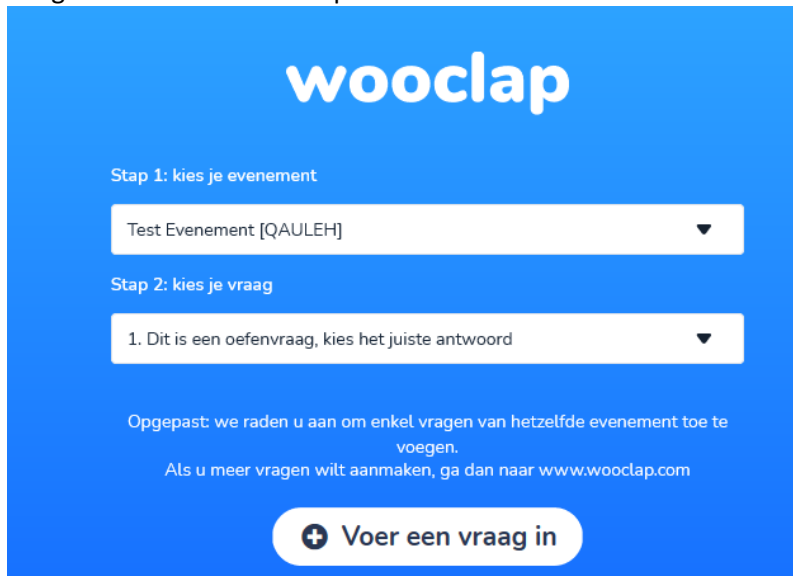 wooclap
Stap 1: kies je evenement
Test Evenement [QAULEH]
Stap 2: kies je vraag
1. Dit is een oefenvraag, kies het juiste antwoord
Opgepast: we raden u aan om enkel vragen van hetzelfde evenement toe te
voegen.
Als u meer vragen wilt aanmaken, ga dan naar www.wooclap.com
Voer een vraag in